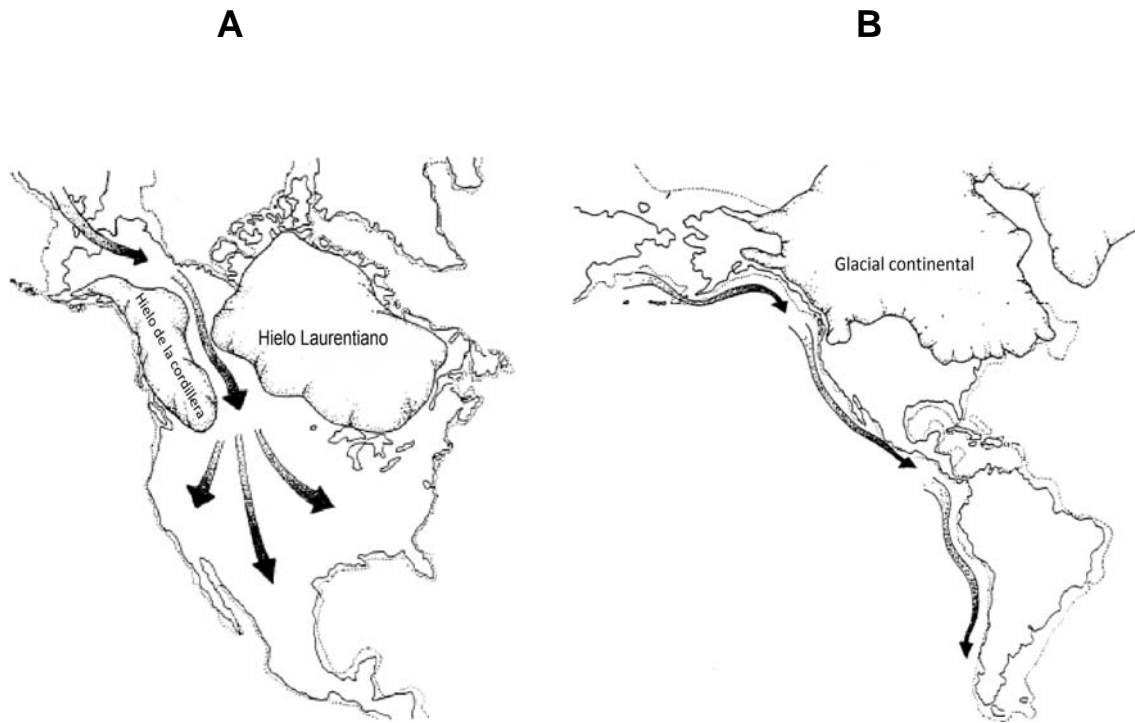 A
B
Hielo de la cordillera
Hielo Laurentiano
Glacial continental